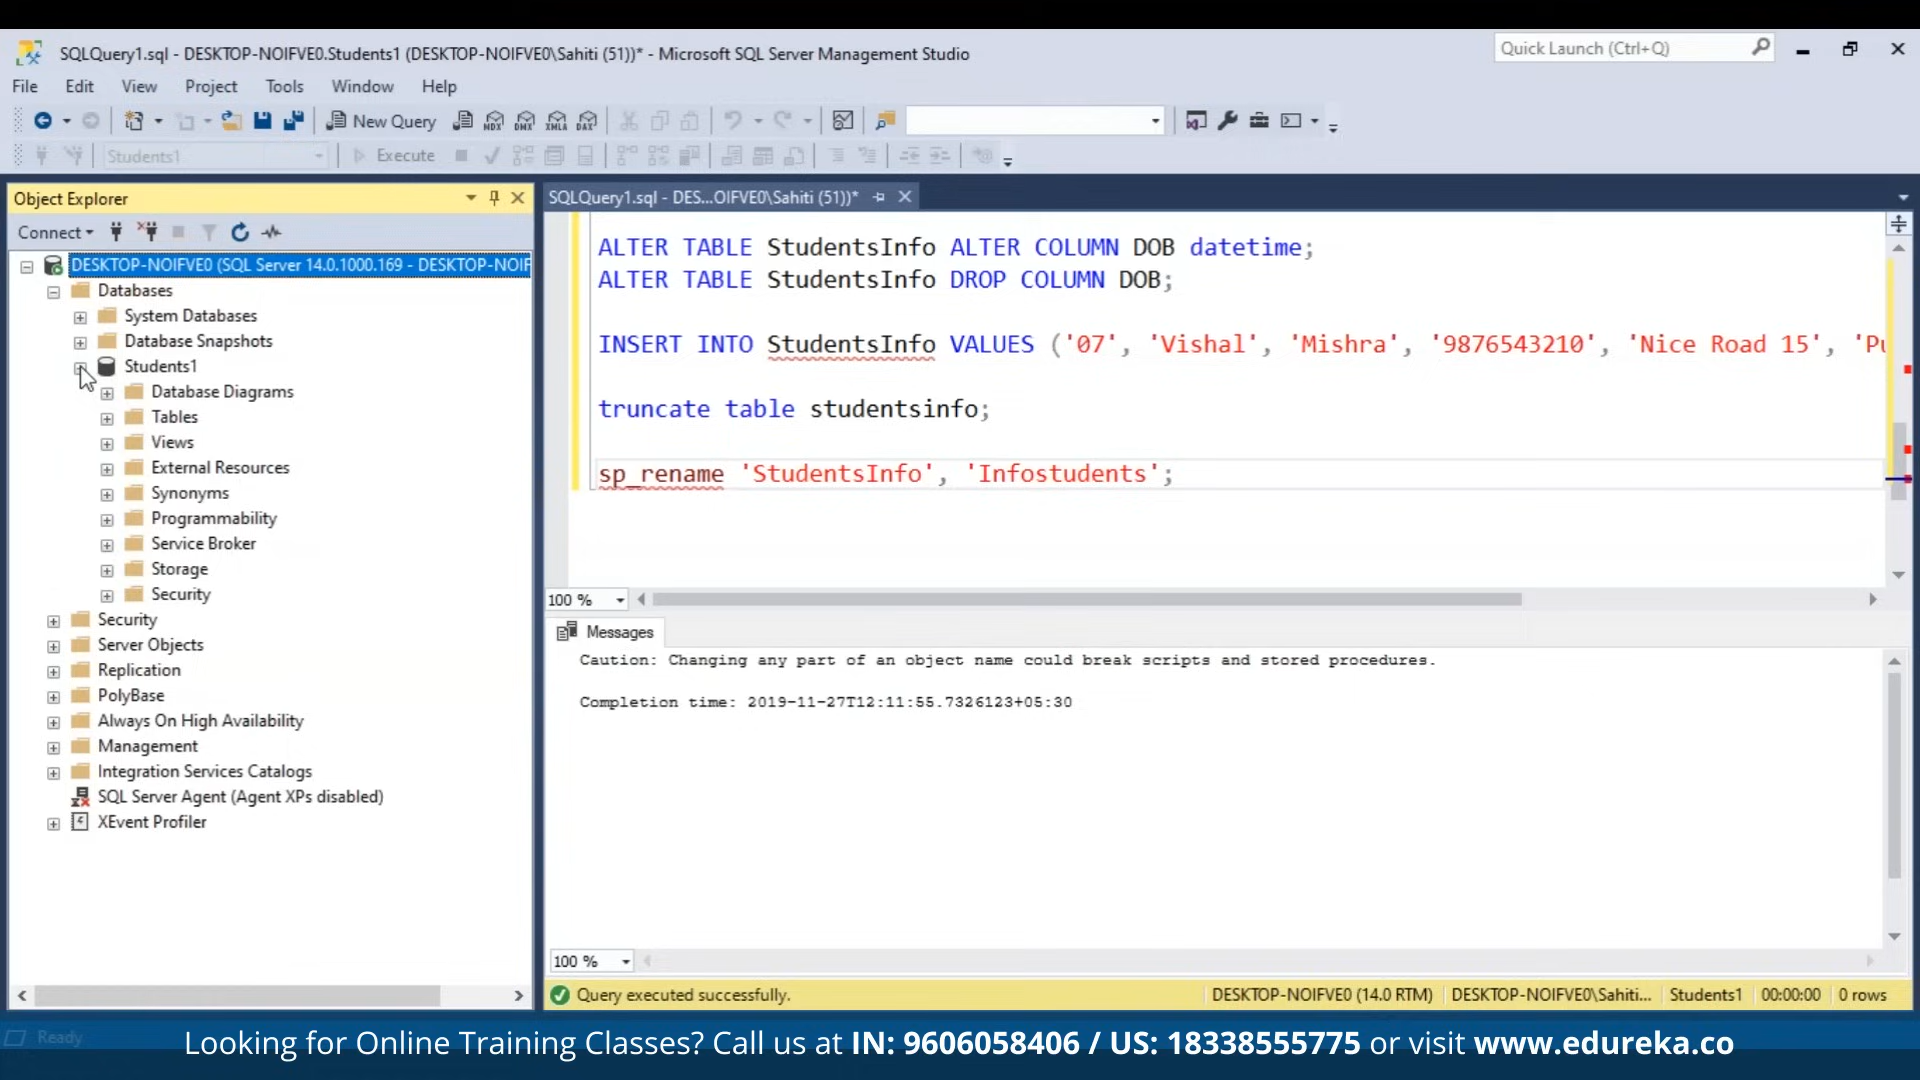 SQLQuery1.sql - DESKTOP-NOIFVE0.Students1 (DESKTOP-NOIFVE0\Sahiti (51))* - Microsoft SQL Server Management Studio
Quick Launch (Ctrl+Q)
File Edit View Project Tools Window Help
New Query MDX DMX XMLA DAX
Students1 Execute
Object Explorer
Connect
DESKTOP-NOIFVE0 (SQL Server 14.0.1000.169 - DESKTOP-NOIF
Databases
System Databases
Database Snapshots
Students1
Database Diagrams
Tables
Views
External Resources
Synonyms
Programmability
Service Broker
Storage
Security
Security
Server Objects
Replication
PolyBase
Always On High Availability
Management
Integration Services Catalogs
SQL Server Agent (Agent XPs disabled)
XEvent Profiler
SQLQuery1.sql - DES...OIFVE0\Sahiti (51))*
ALTER TABLE StudentsInfo ALTER COLUMN DOB datetime;
ALTER TABLE StudentsInfo DROP COLUMN DOB;
INSERT INTO StudentsInfo VALUES ('07', 'Vishal', 'Mishra', '9876543210', 'Nice Road 15', 'Pu
truncate table studentsinfo;
sp_rename 'StudentsInfo', 'Infostudents';
100 %
Messages
Caution: Changing any part of an object name could break scripts and stored procedures.
Completion time: 2019-11-27T12:11:55.7326123+05:30
100 %
Query executed successfully. DESKTOP-NOIFVE0 (14.0 RTM) DESKTOP-NOIFVE0\Sahiti... Students1 00:00:00 0 rows
Ready
Looking for Online Training Classes? Call us at IN: 9606058406 / US: 18338555775 or visit www.edureka.co